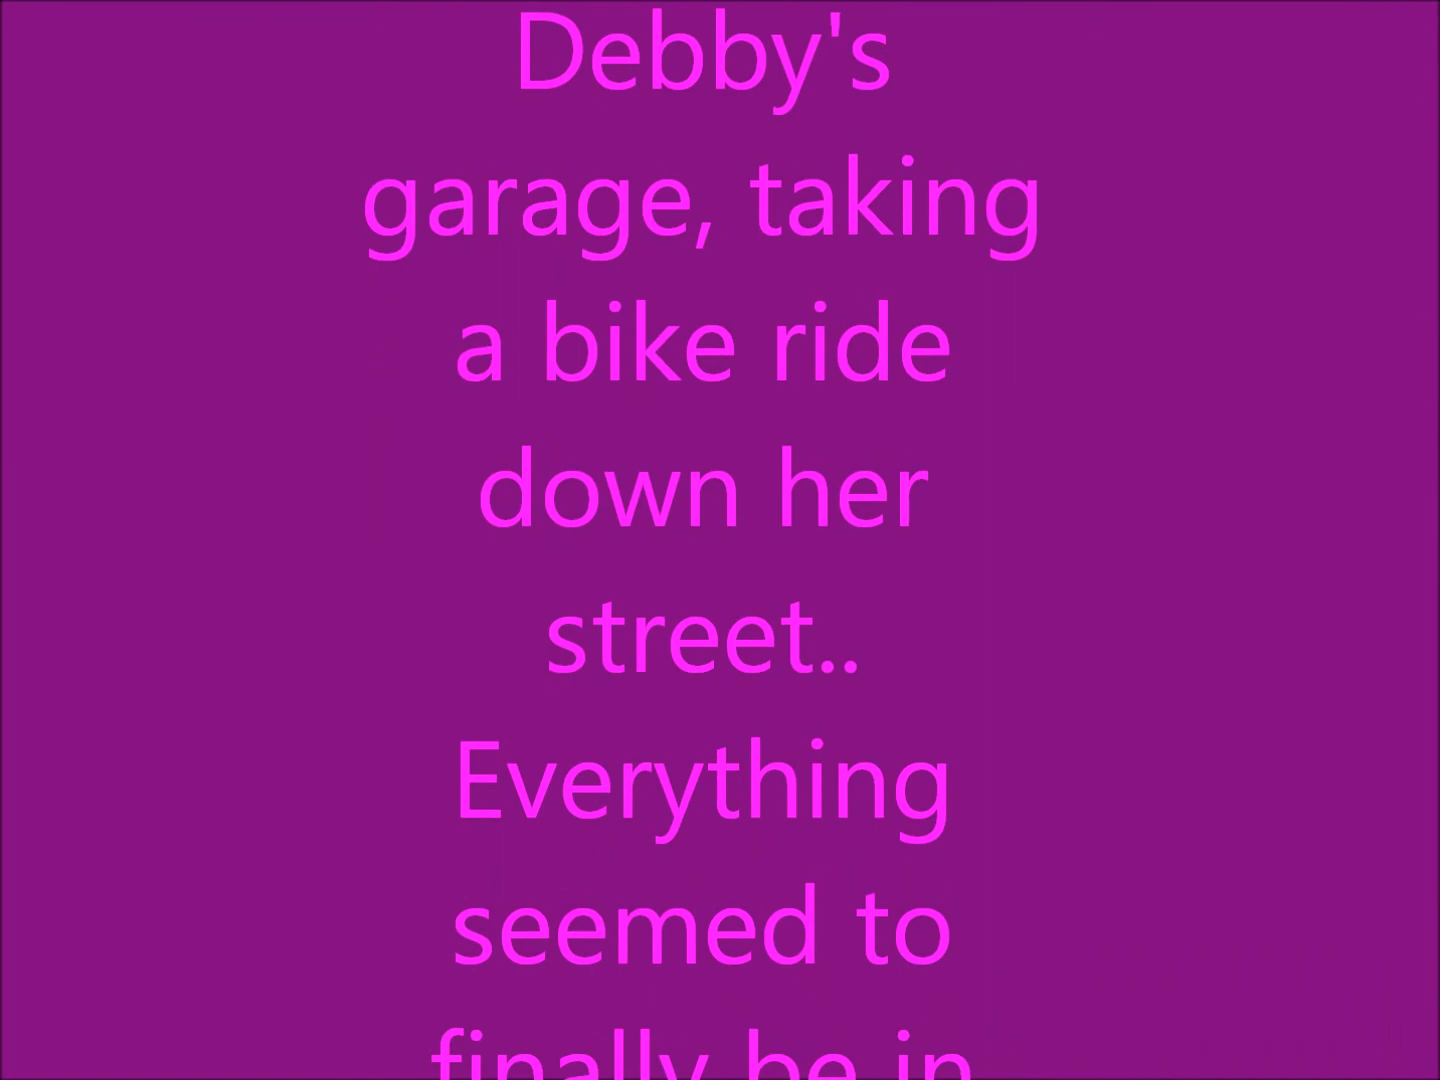 Debby's
garage, taking
a bike ride
down her
street..
Everything
seemed to
finally be in